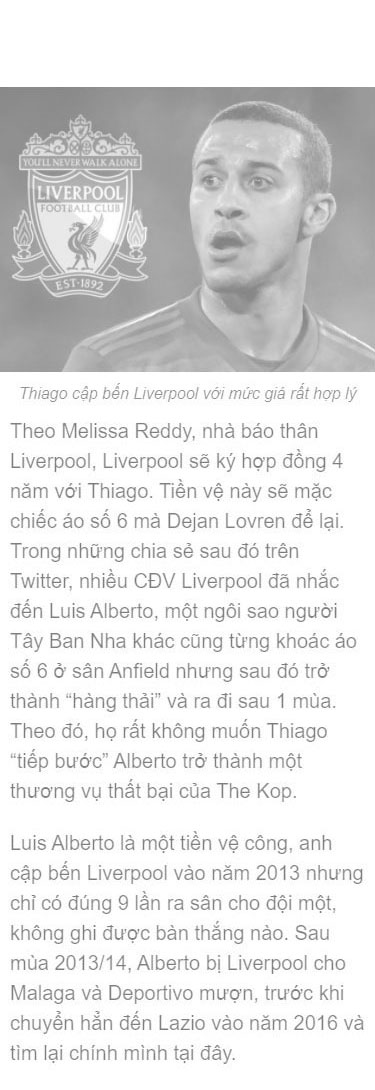 YOU'LL NEVER WALK ALONE
LIVERPOOL
FOOTBALL CLUB
EST·1892
Thiago cập bến Liverpool với mức giá rất hợp lý
Theo Melissa Reddy, nhà báo thân
Liverpool, Liverpool sẽ ký hợp đồng 4
năm với Thiago. Tiền vệ này sẽ mặc
chiếc áo số 6 mà Dejan Lovren để lại.
Trong những chia sẻ sau đó trên
Twitter, nhiều CĐV Liverpool đã nhắc
đến Luis Alberto, một ngôi sao người
Tây Ban Nha khác cũng từng khoác áo
số 6 ở sân Anfield nhưng sau đó trở
thành “hàng thải” và ra đi sau 1 mùa.
Theo đó, họ rất không muốn Thiago
“tiếp bước” Alberto trở thành một
thương vụ thất bại của The Kop.
Luis Alberto là một tiền vệ công, anh
cập bến Liverpool vào năm 2013 nhưng
chỉ có đúng 9 lần ra sân cho đội một,
không ghi được bàn thắng nào. Sau
mùa 2013/14, Alberto bị Liverpool cho
Malaga và Deportivo mượn, trước khi
chuyển hẳn đến Lazio vào năm 2016 và
tìm lại chính mình tại đây.